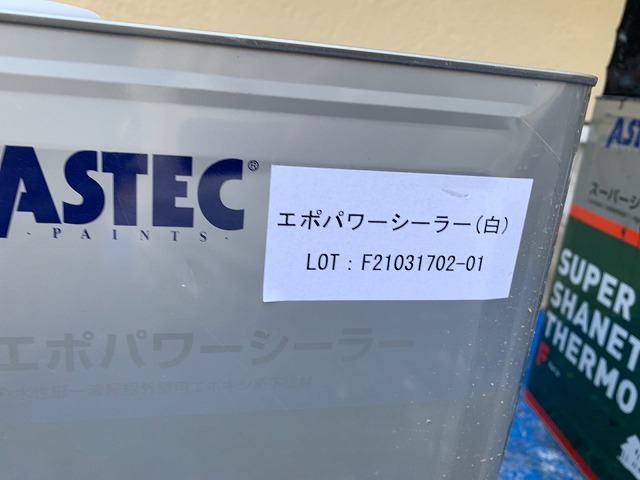 ASTEC®
- PAINTS -
エポパワーシーラー(白)
LOT : F21031702-01
エポパワーシーラー
AS
スーパーシ
SUPER
SHANET
THERMO
F